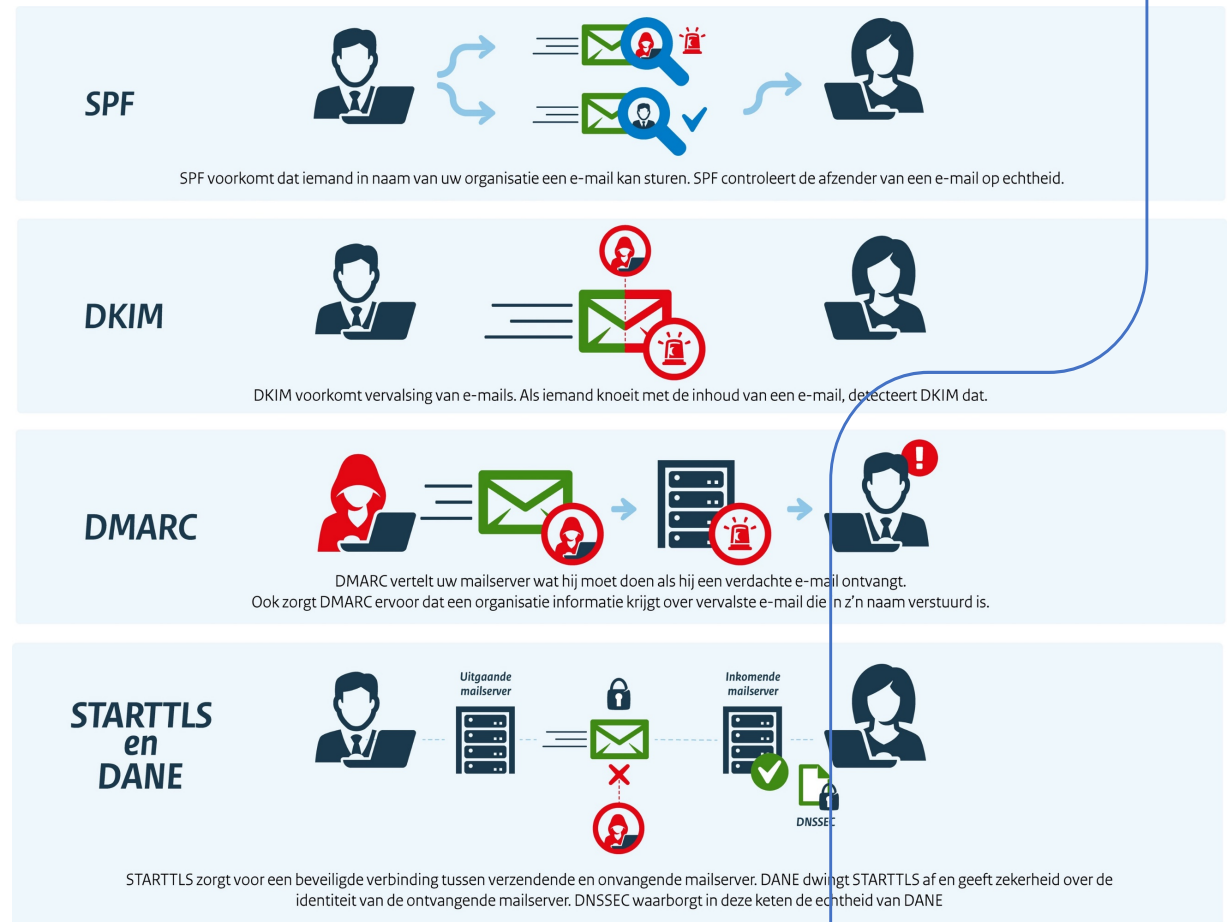 SPF
SPF voorkomt dat iemand in naam van uw organisatie een e-mail kan sturen. SPF controleert de afzender van een e-mail op echtheid.
DKIM
DKIM voorkomt vervalsing van e-mails. Als iemand knoeit met de inhoud van een e-mail, detecteert DKIM dat.
DMARC
DMARC vertelt uw mailserver wat hij moet doen als hij een verdachte e-mail ontvangt.
Ook zorgt DMARC ervoor dat een organisatie informatie krijgt over vervalste e-mail die in z'n naam verstuurd is.
STARTTLS
en
DANE
Uitgaande
mailserver
Inkomende
mailserver
DNSSEC
STARTTLS zorgt voor een beveiligde verbinding tussen verzendende en onvangende mailserver. DANE dwingt STARTTLS af en geeft zekerheid over de
identiteit van de ontvangende mailserver. DNSSEC waarborgt in deze keten de echtheid van DANE